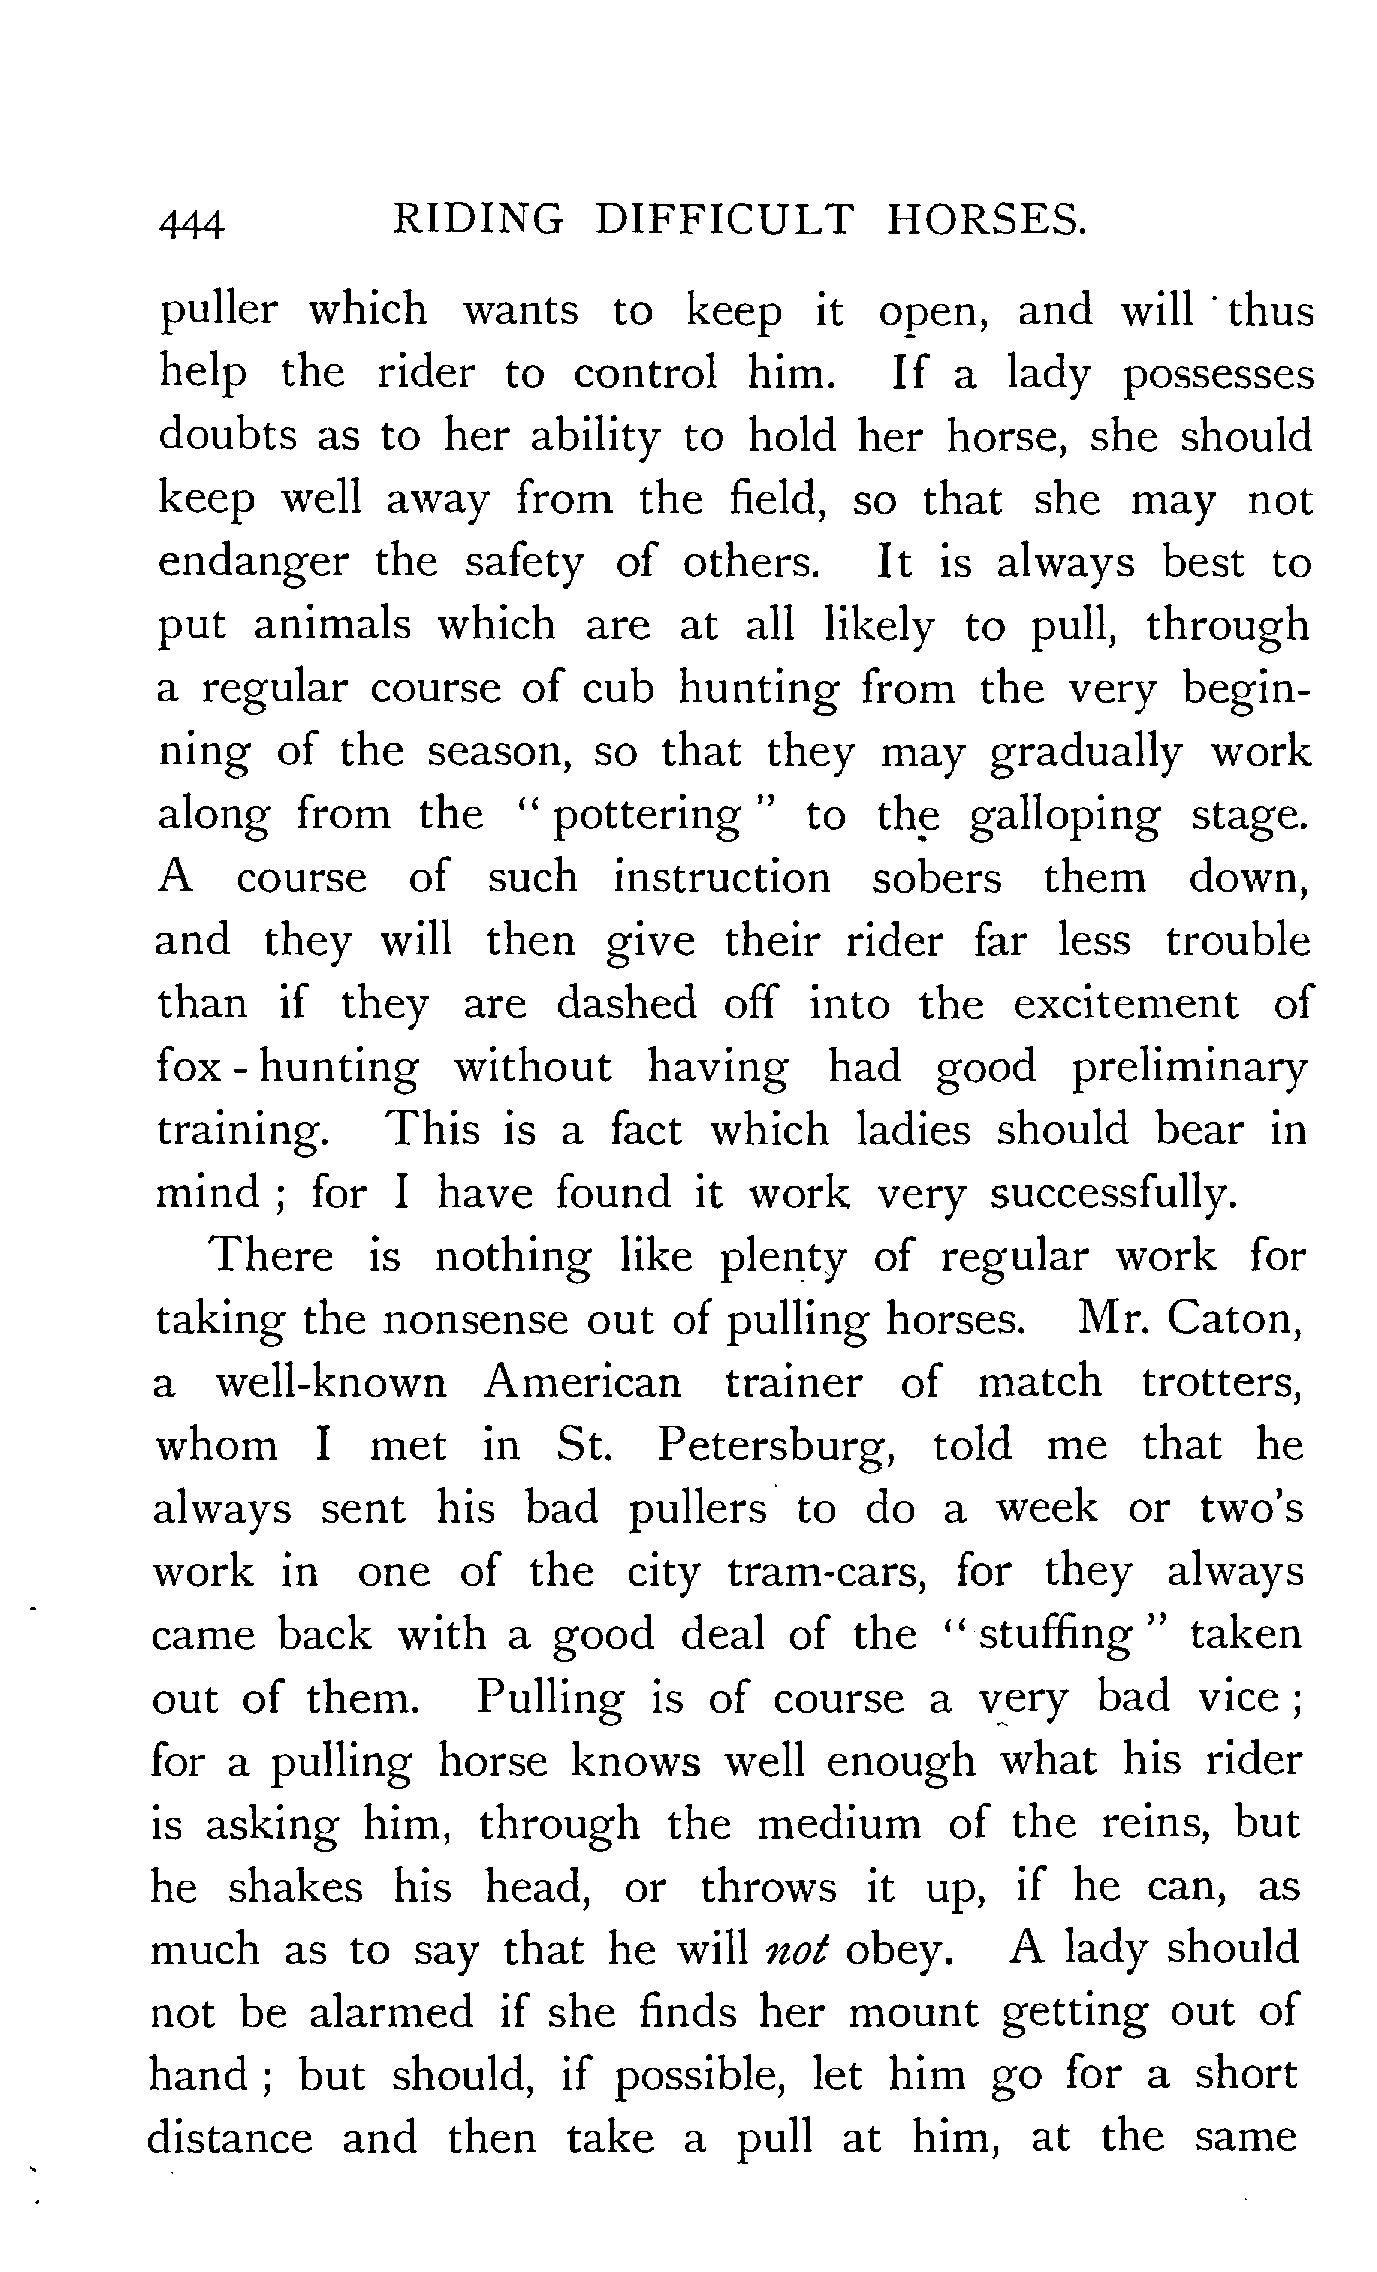 444 RIDING DIFFICULT HORSES.
puller which wants to keep it open, and will thus
help the rider to control him. If a lady possesses
doubts as to her ability to hold her horse, she should
keep well away from the field, so that she may not
endanger the safety of others. It is always best to
put animals which are at all likely to pull, through
a regular course of cub hunting from the very begin-
ning of the season, so that they may gradually work
along from the " pottering " to the galloping stage.
A course of such instruction sobers them down,
and they will then give their rider far less trouble
than if they are dashed off into the excitement of
fox - hunting without having had good preliminary
training. This is a fact which ladies should bear in
mind ; for I have found it work very successfully.
There is nothing like plenty of regular work for
taking the nonsense out of pulling horses. Mr. Caton,
a well-known American trainer of match trotters,
whom I met in St. Petersburg, told me that he
always sent his bad pullers to do a week or two's
work in one of the city tram-cars, for they always
came back with a good deal of the " stuffing " taken
out of them. Pulling is of course a very bad vice ;
for a pulling horse knows well enough what his rider
is asking him, through the medium of the reins, but
he shakes his head, or throws it up, if he can, as
much as to say that he will not obey. A lady should
not be alarmed if she finds her mount getting out of
hand ; but should, if possible, let him go for a short
distance and then take a pull at him, at the same